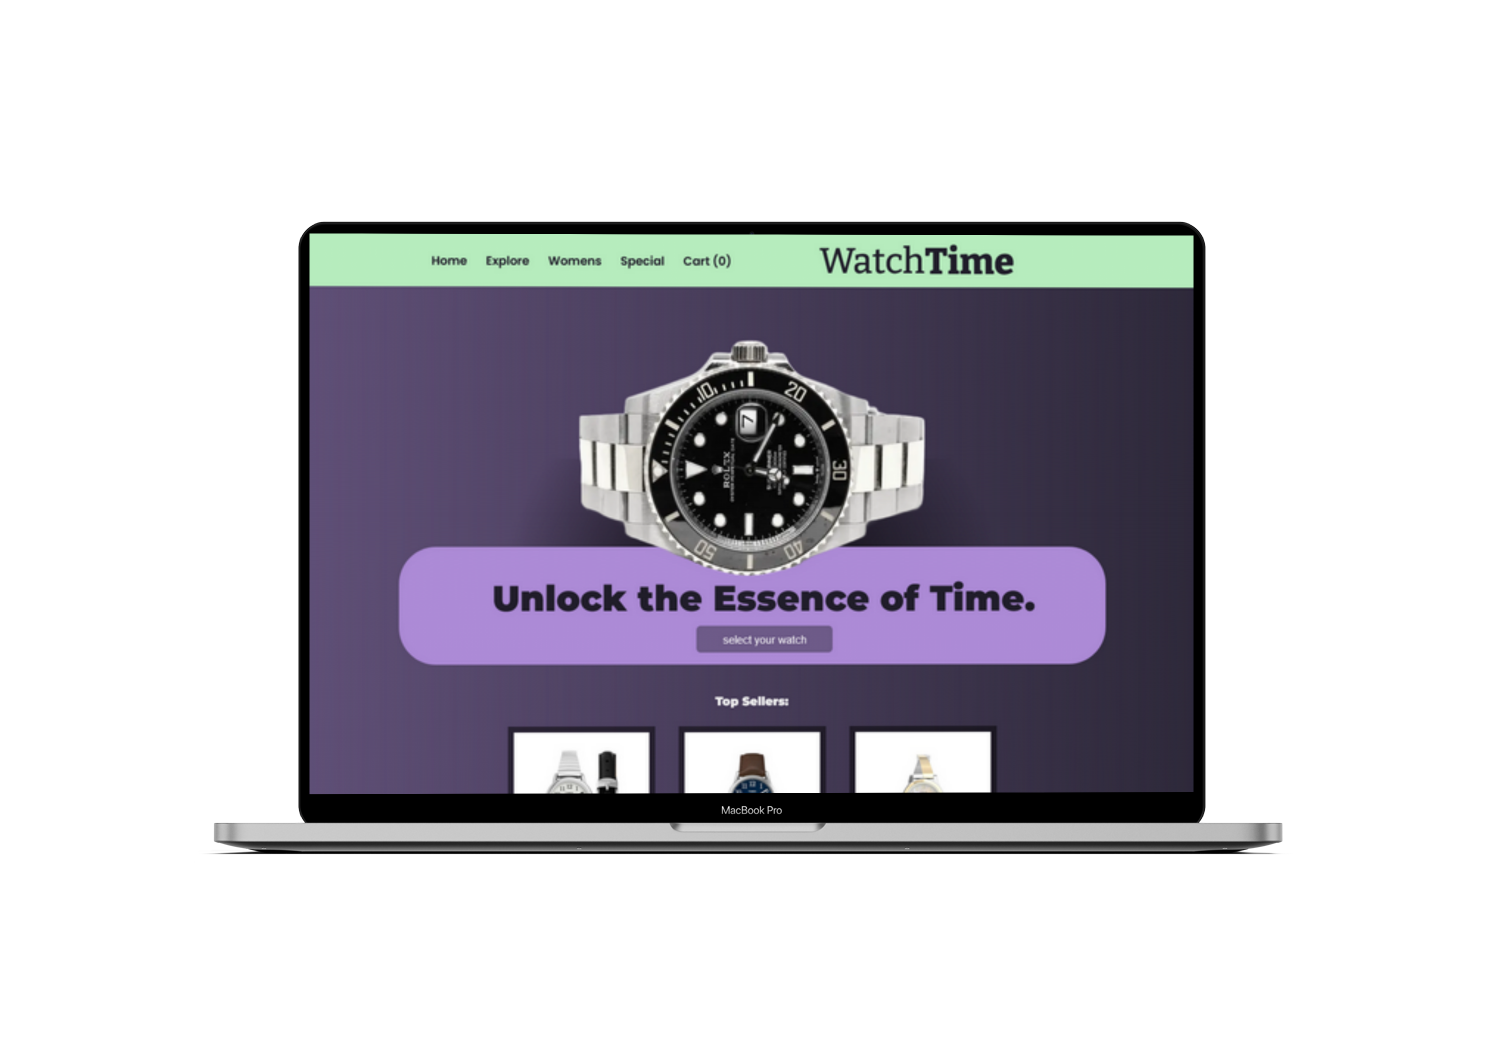 Home Explore Womens Special Cart (0)
WatchTime
10 20
7
30
ROLEX
50 40
Unlock the Essence of Time.
select your watch
Top Sellers:
MacBook Pro